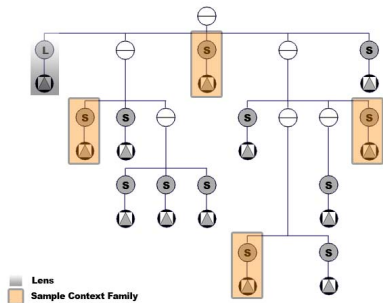 L S S
S S S S
S S S S
S S
Lens
Sample Context Family